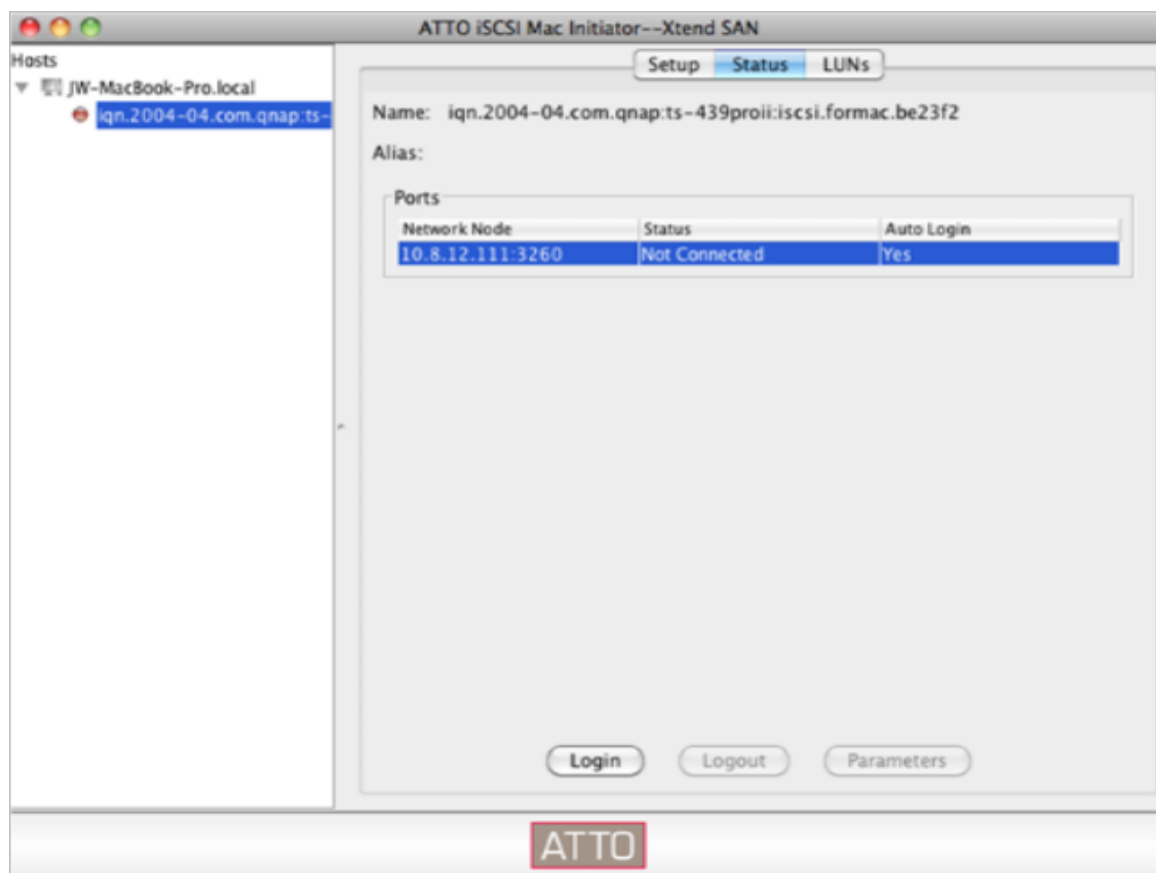 ATTO iSCSI Mac Initiator--Xtend SAN
Hosts
JW-MacBook-Pro.local
iqn.2004-04.com.qnap:ts-
Setup Status LUNs
Name: iqn.2004-04.com.qnap:ts-439proii:iscsi.formac.be23f2
Alias:
Ports
Network Node Status Auto Login
10.8.12.111:3260 Not Connected Yes
Login Logout Parameters
ATTO